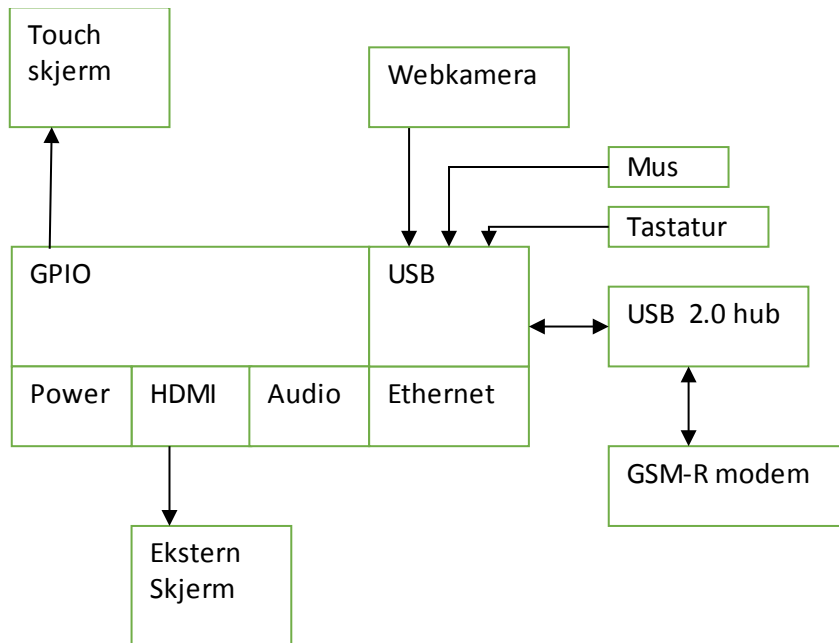 Touch
skjerm
Webkamera
Mus
Tastatur
GPIO
USB
USB  2.0 hub
Power
HDMI
Audio
Ethernet
GSM-R modem
Ekstern
Skjerm